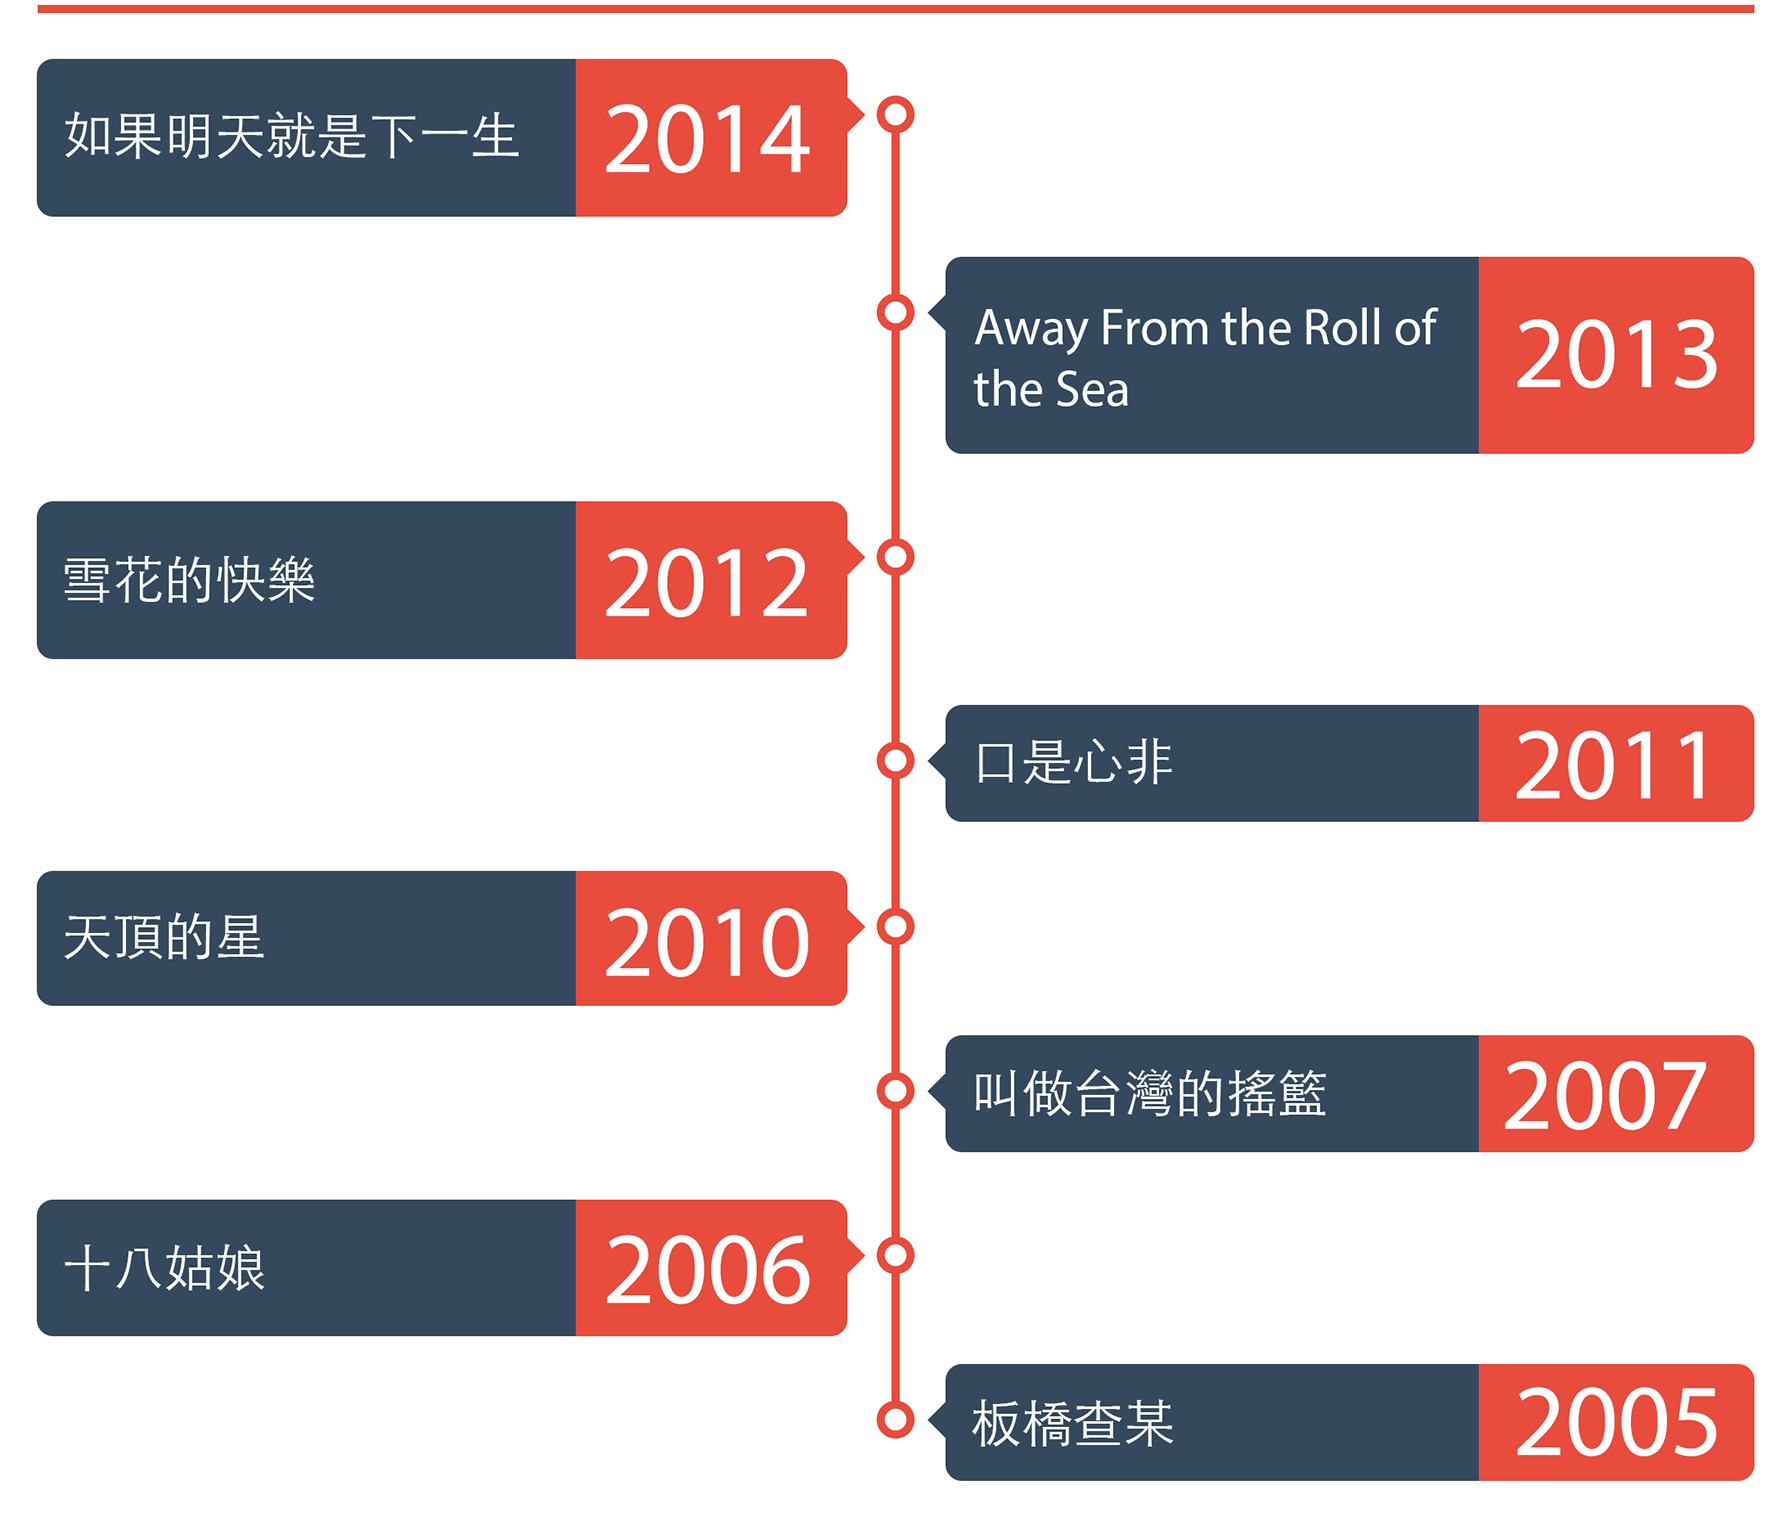 如果明天就是下一生
2014
Away From the Roll of
the Sea
2013
雪花的快樂
2012
口是心非
2011
天頂的星
2010
叫做台灣的搖籃
2007
十八姑娘
2006
板橋查某
2005